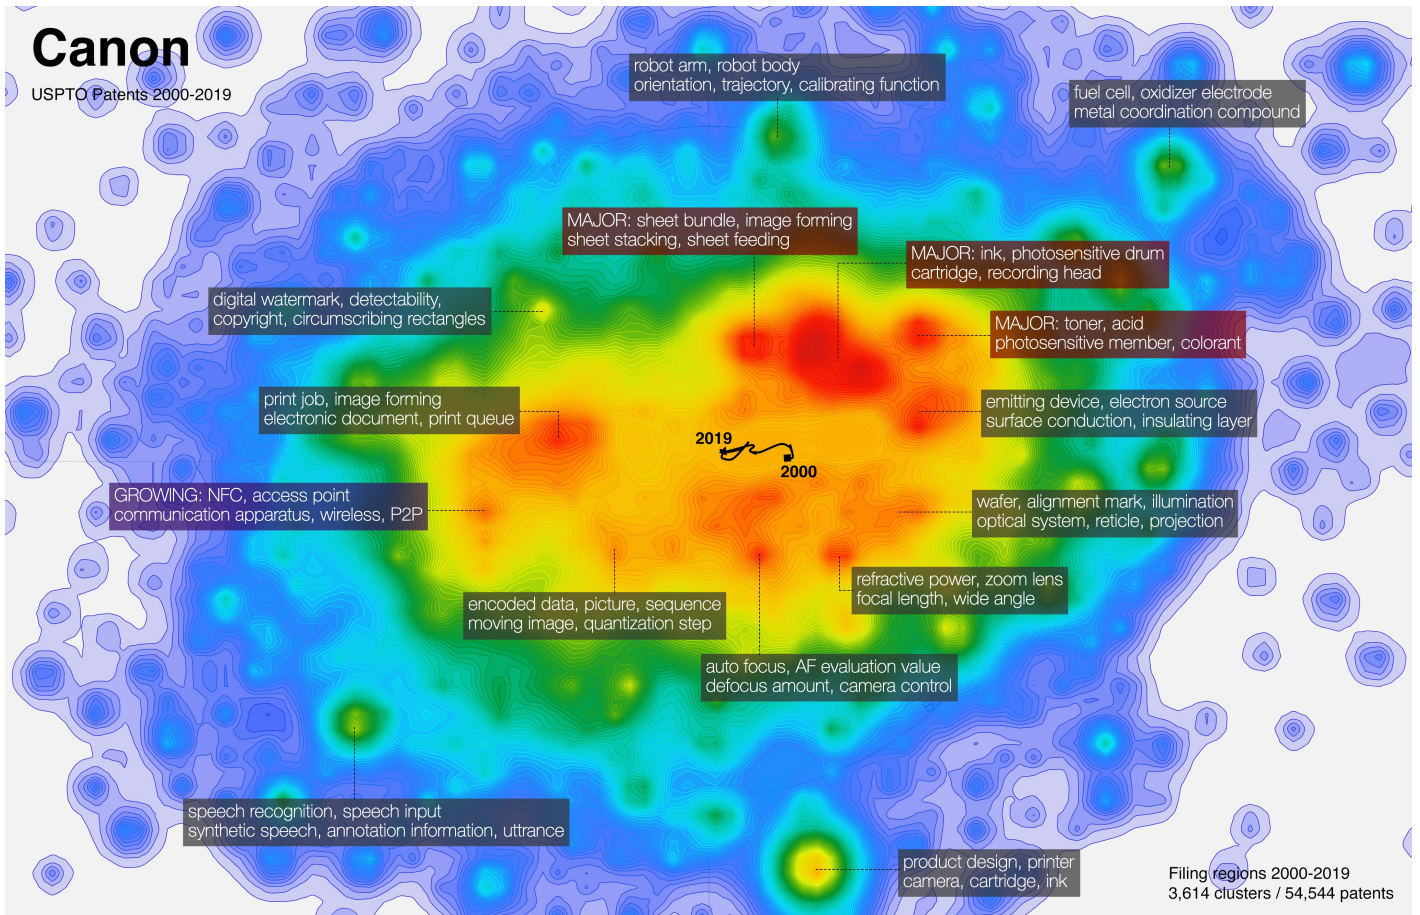 Canon
USPTO Patents 2000-2019
robot arm, robot body
orientation, trajectory, calibrating function
fuel cell, oxidizer electrode
metal coordination compound
MAJOR: sheet bundle, image forming
sheet stacking, sheet feeding
MAJOR: ink, photosensitive drum
cartridge, recording head
digital watermark, detectability,
copyright, circumscribing rectangles
MAJOR: toner, acid
photosensitive member, colorant
print job, image forming
electronic document, print queue
emitting device, electron source
surface conduction, insulating layer
2019
2000
GROWING: NFC, access point
communication apparatus, wireless, P2P
wafer, alignment mark, illumination
optical system, reticle, projection
refractive power, zoom lens
focal length, wide angle
encoded data, picture, sequence
moving image, quantization step
auto focus, AF evaluation value
defocus amount, camera control
speech recognition, speech input
synthetic speech, annotation information, uttrance
product design, printer
camera, cartridge, ink
Filing regions 2000-2019
3,614 clusters / 54,544 patents